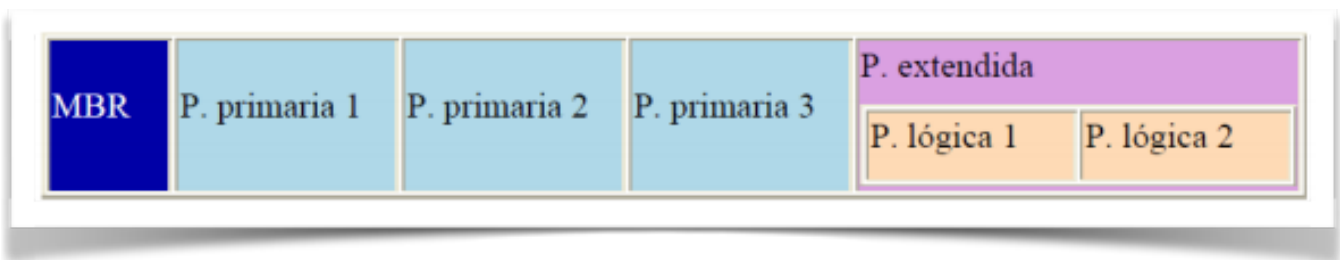 MBR
P. primaria 1
P. primaria 2
P. primaria 3
P. extendida
P. lógica 1
P. lógica 2